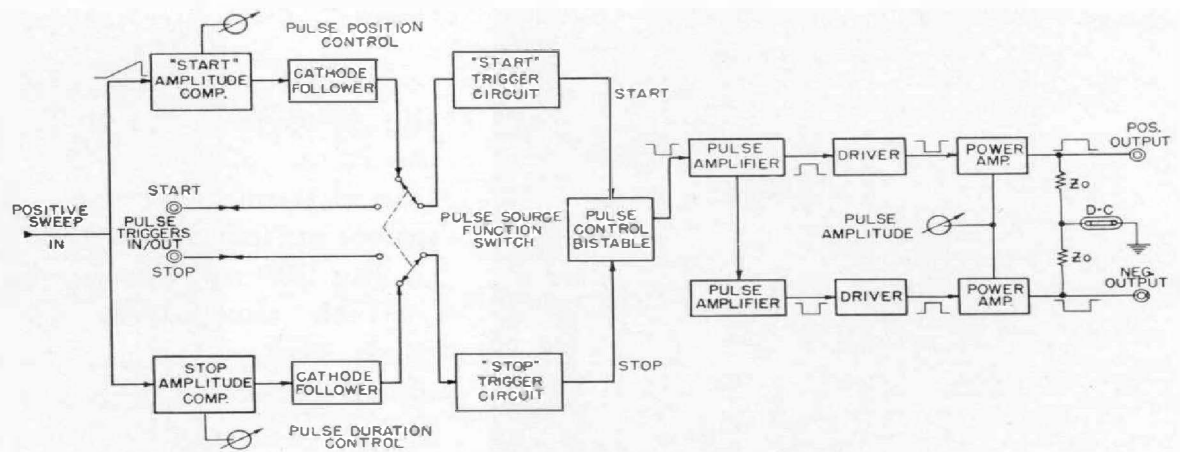 "START"
AMPLITUDE
COMP.
PULSE POSITION
CONTROL
CATHODE
FOLLOWER
"START"
TRIGGER
CIRCUIT
START
START
PULSE
TRIGGERS
IN/OUT
STOP
POSITIVE
SWEEP
IN
PULSE SOURCE
FUNCTION
SWITCH
PULSE
CONTROL
BISTABLE
PULSE
AMPLIFIER
DRIVER
POWER
AMP.
POS.
OUTPUT
Zo
D-C
PULSE
AMPLITUDE
Zo
PULSE
AMPLIFIER
DRIVER
POWER
AMP.
NEG.
OUTPUT
STOP
AMPLITUDE
COMP.
CATHODE
FOLLOWER
"STOP"
TRIGGER
CIRCUIT
STOP
PULSE DURATION
CONTROL